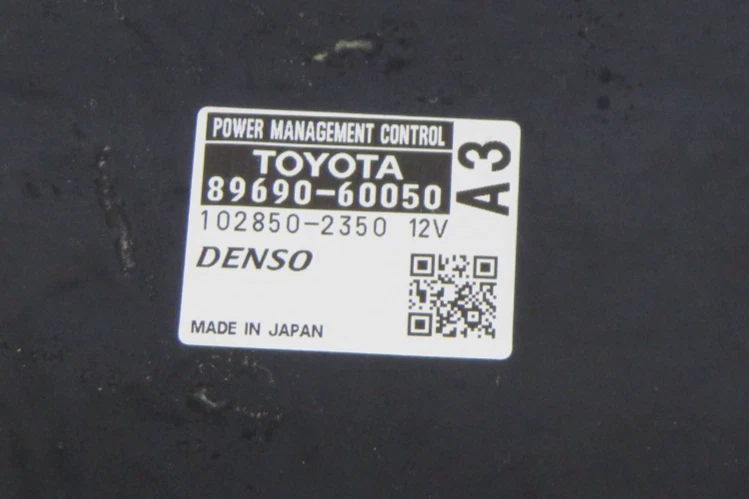 POWER MANAGEMENT CONTROL
TOYOTA
89690-60050
A3
102850-2350 12V
DENSO
MADE IN JAPAN